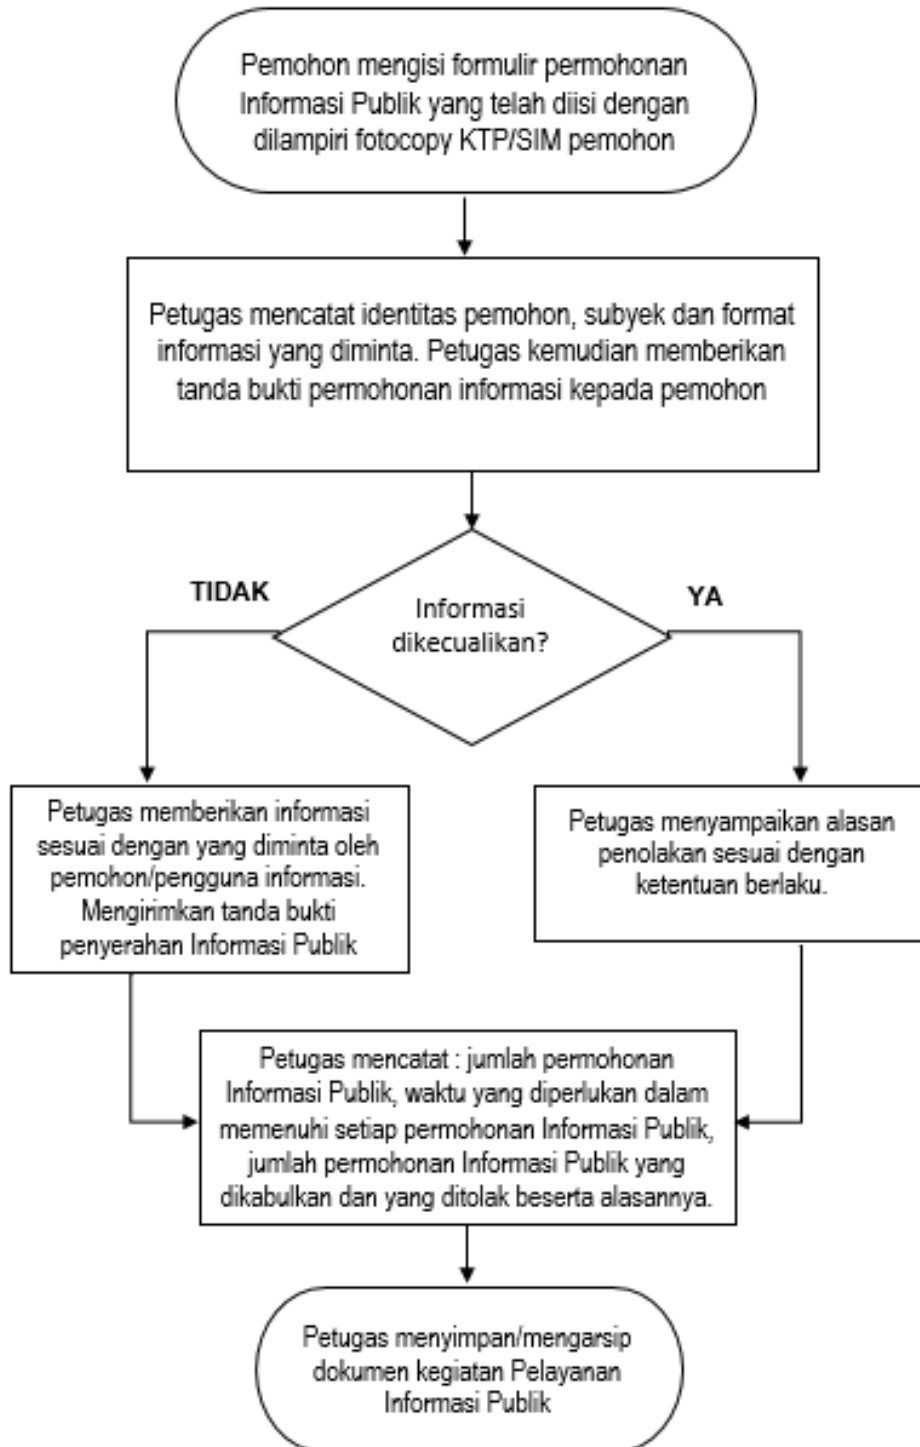 Pemohon mengisi formulir permohonan
Informasi Publik yang telah diisi dengan
dilampiri fotocopy KTP/SIM pemohon
Petugas mencatat identitas pemohon, subyek dan format
informasi yang diminta. Petugas kemudian memberikan
tanda bukti permohonan informasi kepada pemohon
TIDAK
Informasi
dikecualikan?
YA
Petugas memberikan informasi
sesuai dengan yang diminta oleh
pemohon/pengguna informasi.
Mengirimkan tanda bukti
penyerahan Informasi Publik
Petugas menyampaikan alasan
penolakan sesuai dengan
ketentuan berlaku.
Petugas mencatat : jumlah permohonan
Informasi Publik, waktu yang diperlukan dalam
memenuhi setiap permohonan Informasi Publik,
jumlah permohonan Informasi Publik yang
dikabulkan dan yang ditolak beserta alasannya.
Petugas menyimpan/mengarsip
dokumen kegiatan Pelayanan
Informasi Publik